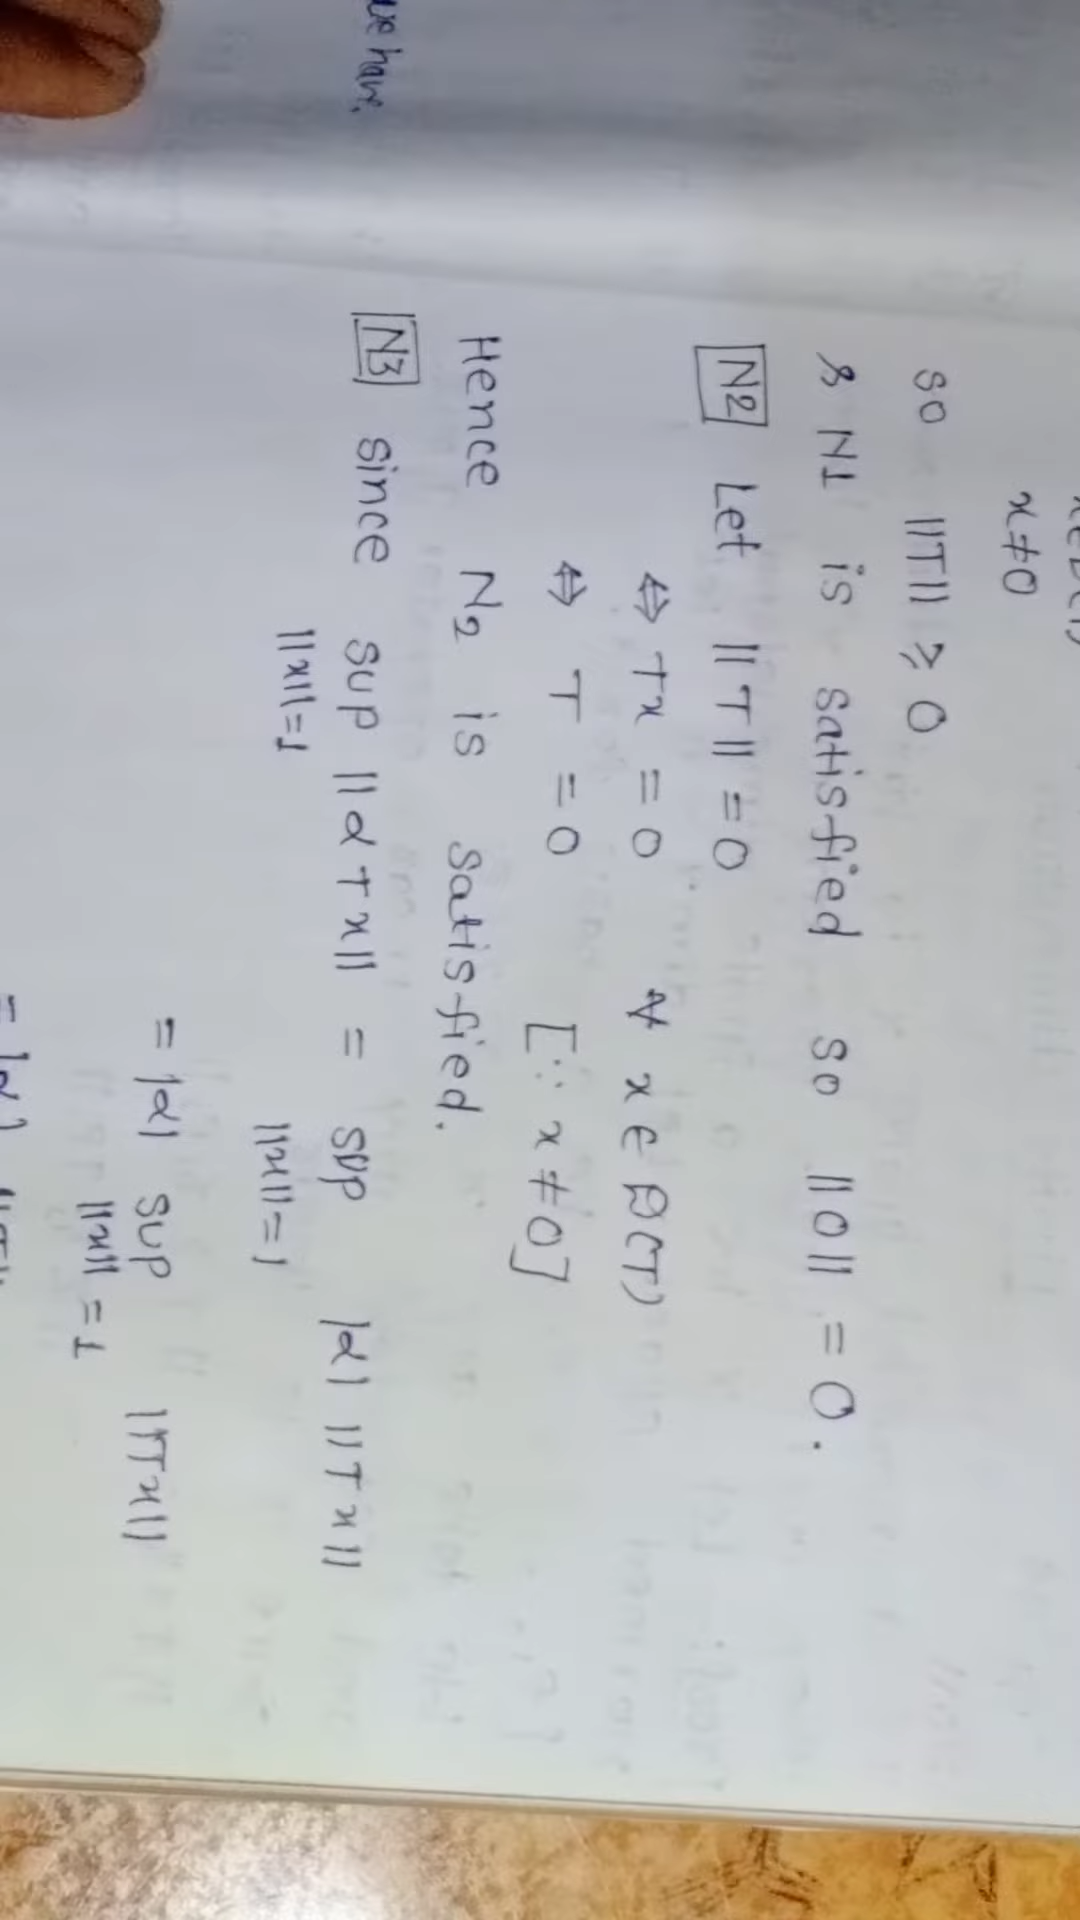 x≠0
so ||T|| ≥ 0
& N1 is satisfied so ||0|| = 0.
N2 Let ||T|| = 0
⇔ Tx = 0 ∀ x ∈ D(T)
⇔ T = 0 [∵ x ≠ 0]
Hence N2 is satisfied.
N3 since sup ||αTx|| = sup |α| ||Tx||
||x||=1 ||x||=1
= |α| sup ||Tx||
||x||=1
we have,